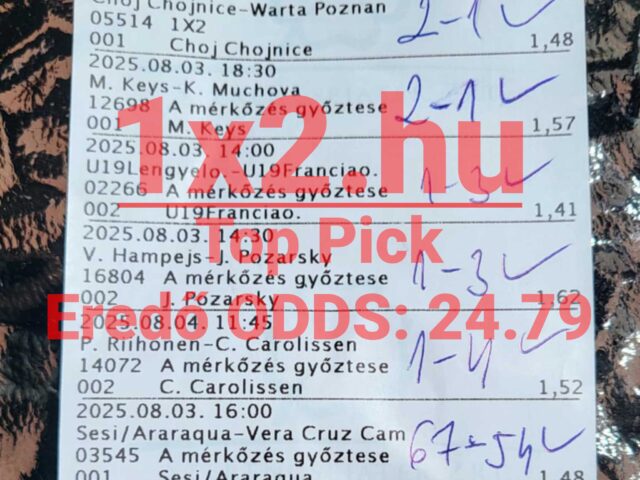 Choj Chojnice-Warta Poznan
05514 1X2
001 Choj Chojnice 1,48
2-1
2025.08.03. 18:30
M. Keys-K. Muchova
12698 A mérkőzés győztese
001 M. Keys 1,57
2-1
2025.08.03. 14:00
U19Lengyelo.-U19Franciao.
02266 A mérkőzés győztese
002 U19Franciao. 1,41
1-3
2025.08.03. 14:30
V. Hampejs-J. Pozarsky
16804 A mérkőzés győztese
002 J. Pozarsky 1,62
1-3
2025.08.04. 11:45
P. Riihonen-C. Carolissen
14072 A mérkőzés győztese
002 C. Carolissen 1,52
1-4
2025.08.03. 16:00
Sesi/Araraqua-Vera Cruz Cam
03545 A mérkőzés győztese
001 Sesi/Araraqua 1,48
67-54
1x2.hu
Top Pick
Eredő ODDS: 24.79